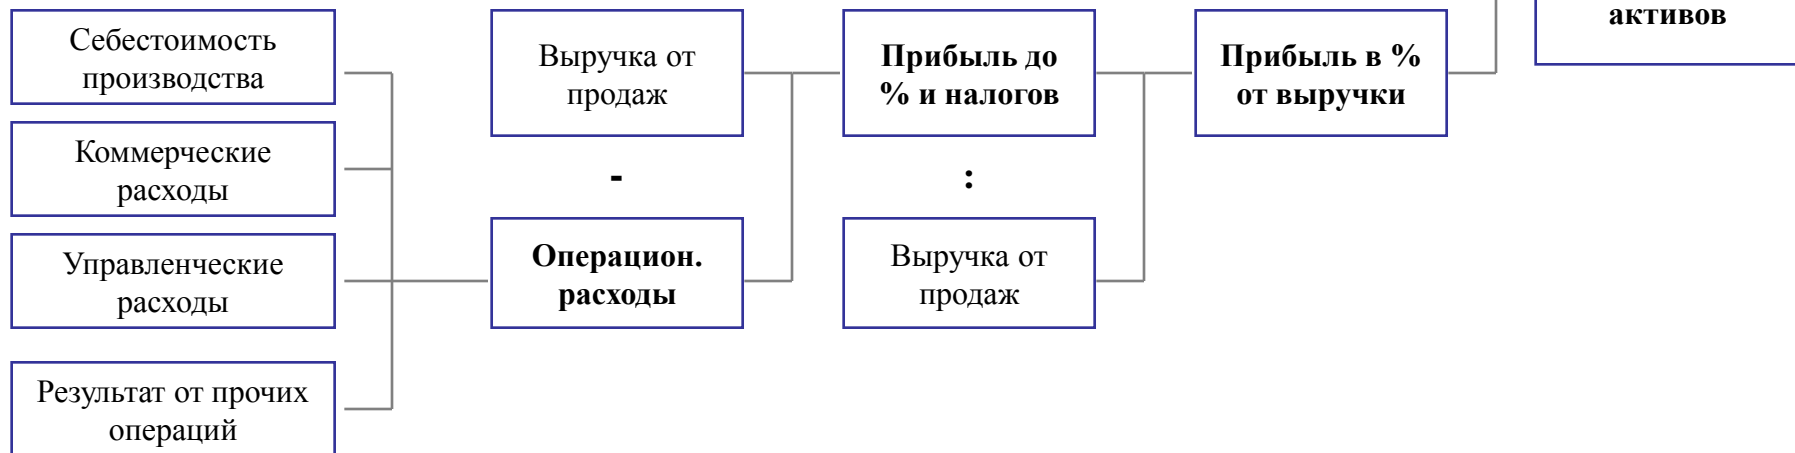 активов
Себестоимость
производства
Коммерческие
расходы
Управленческие
расходы
Результат от прочих
операций
Выручка от
продаж
-
Операцион.
расходы
Прибыль до
% и налогов
:
Выручка от
продаж
Прибыль в %
от выручки